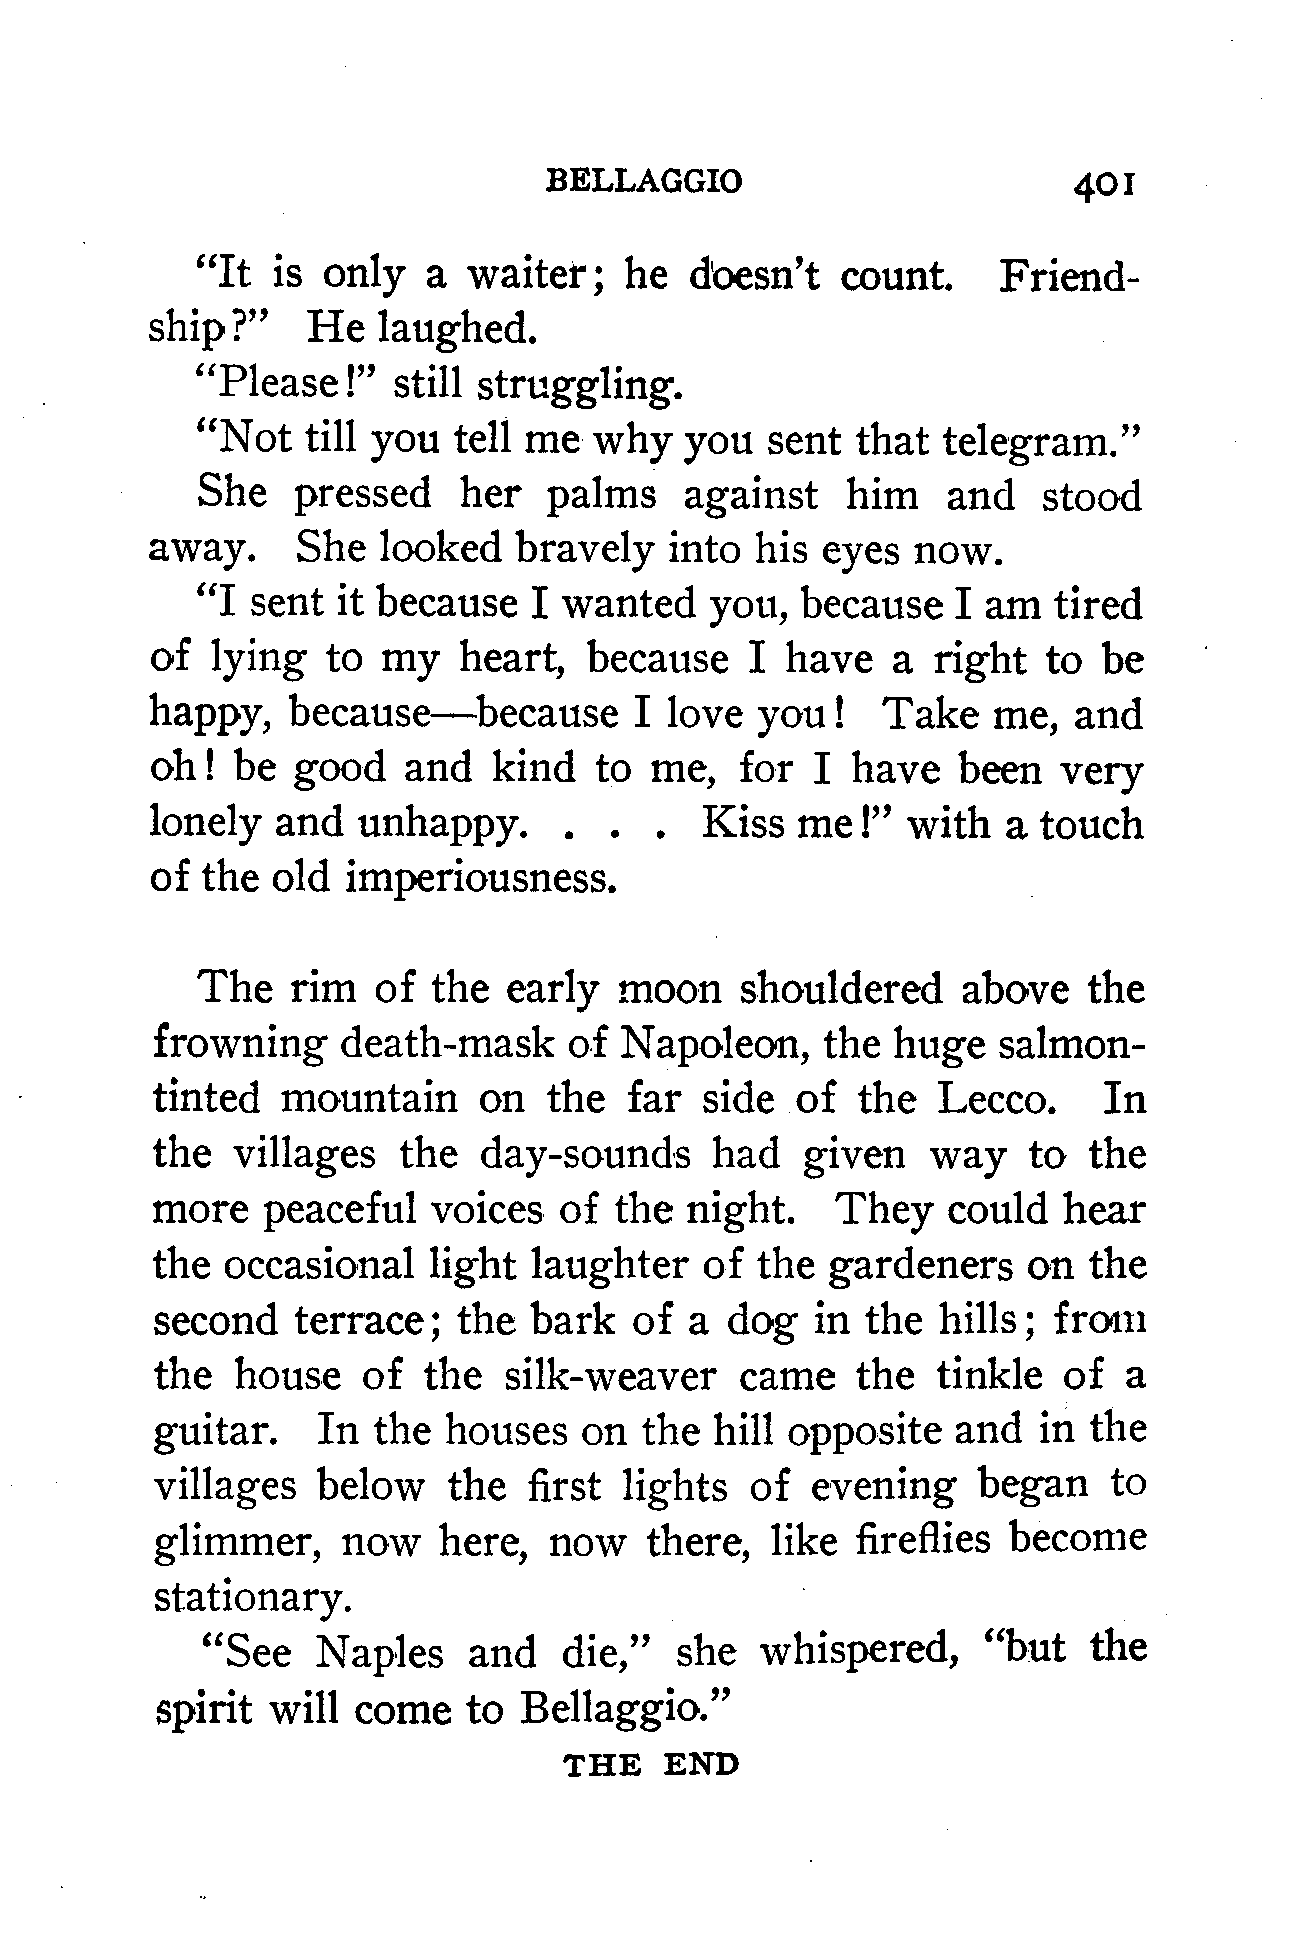 BELLAGGIO 401
“It is only a waiter; he doesn’t count. Friend-
ship?” He laughed.
“Please!” still struggling.
“Not till you tell me why you sent that telegram.”
She pressed her palms against him and stood
away. She looked bravely into his eyes now.
“I sent it because I wanted you, because I am tired
of lying to my heart, because I have a right to be
happy, because—because I love you! Take me, and
oh! be good and kind to me, for I have been very
lonely and unhappy. . . . Kiss me!” with a touch
of the old imperiousness.
The rim of the early moon shouldered above the
frowning death-mask of Napoleon, the huge salmon-
tinted mountain on the far side of the Lecco. In
the villages the day-sounds had given way to the
more peaceful voices of the night. They could hear
the occasional light laughter of the gardeners on the
second terrace; the bark of a dog in the hills; from
the house of the silk-weaver came the tinkle of a
guitar. In the houses on the hill opposite and in the
villages below the first lights of evening began to
glimmer, now here, now there, like fireflies become
stationary.
“See Naples and die,” she whispered, “but the
spirit will come to Bellaggio.”
THE END